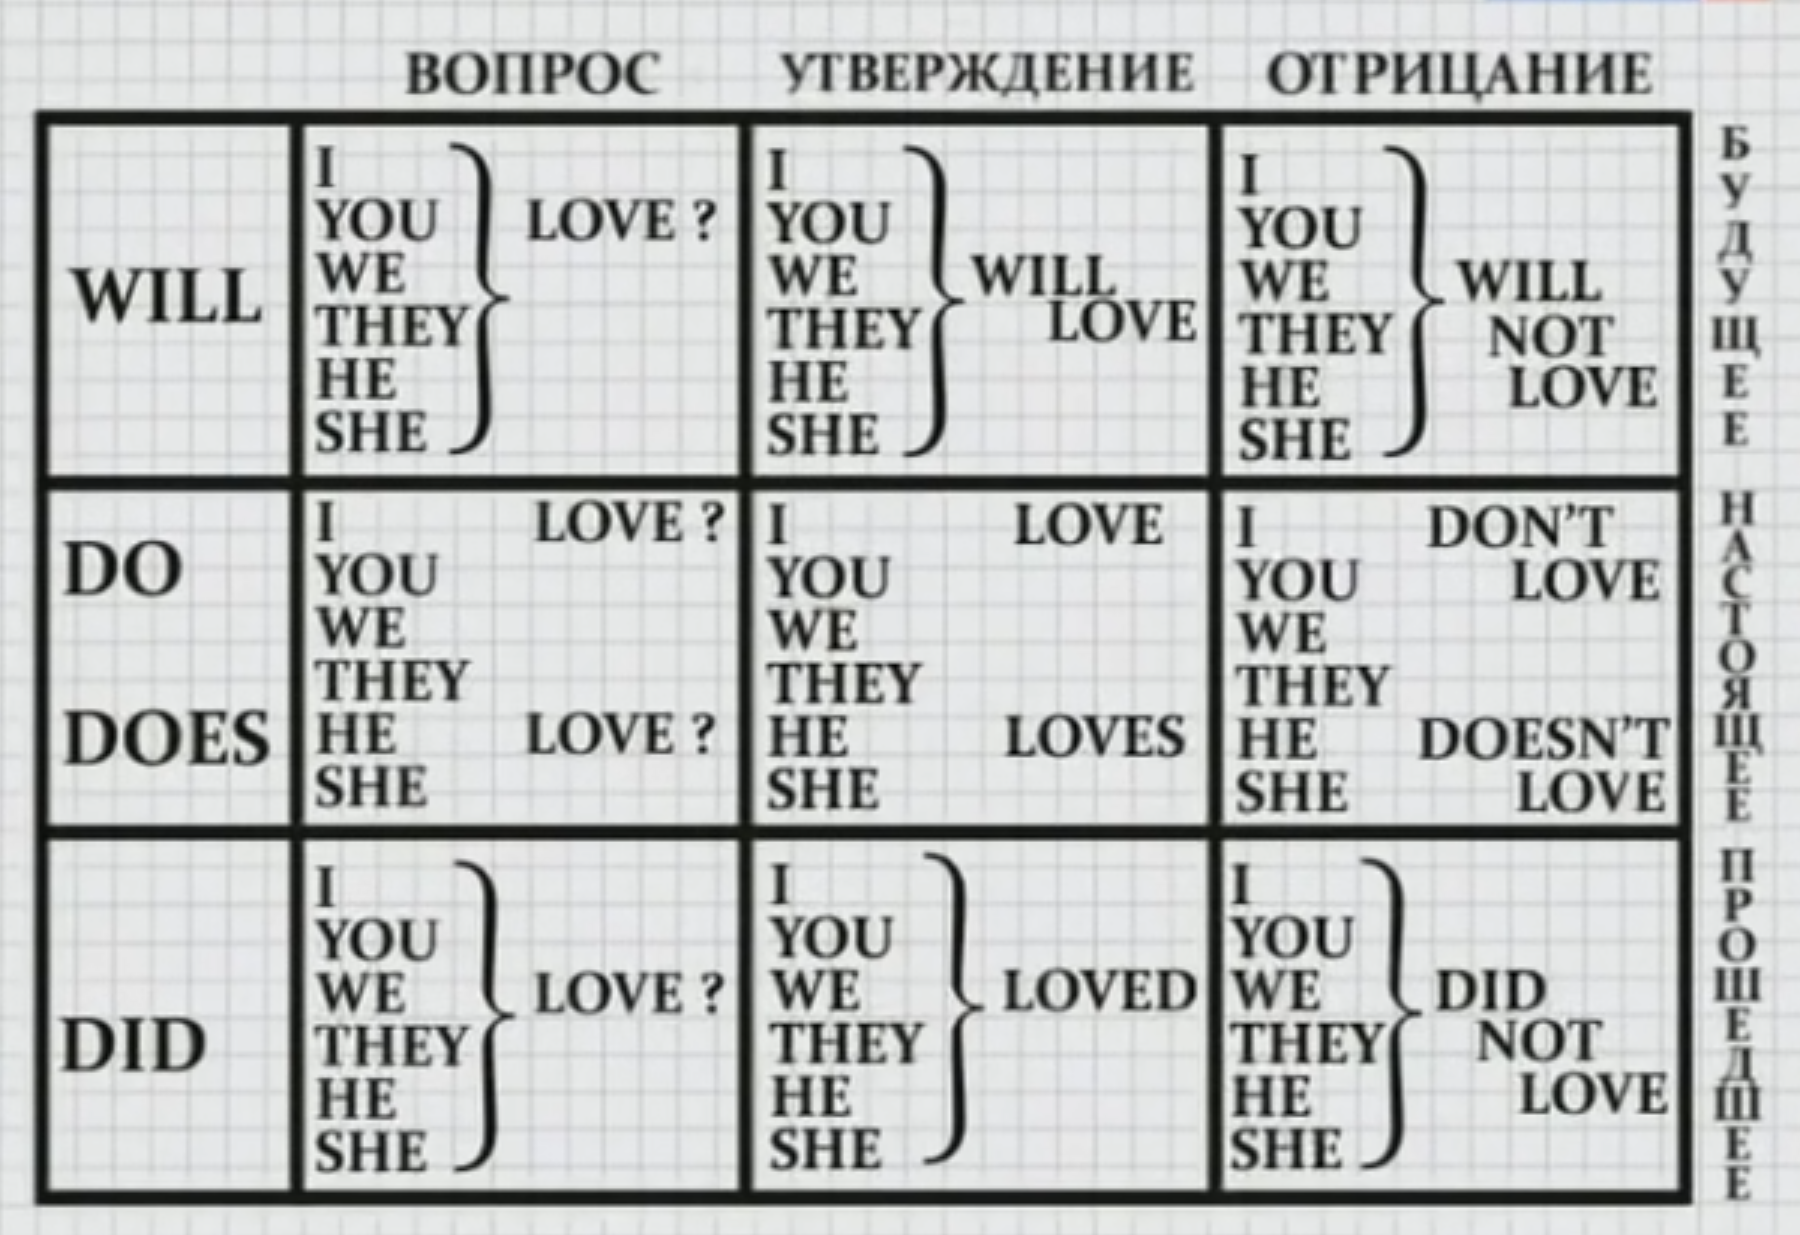 ВОПРОС УТВЕРЖДЕНИЕ ОТРИЦАНИЕ
WILL
I
YOU LOVE ?
WE
THEY
HE
SHE
I
YOU
WE WILL
THEY LOVE
HE
SHE
I
YOU
WE WILL
THEY NOT
HE LOVE
SHE
БУДУЩЕЕ
DO
DOES
I LOVE ?
YOU
WE
THEY
HE LOVE ?
SHE
I LOVE
YOU
WE
THEY
HE LOVES
SHE
I DON'T
YOU LOVE
WE
THEY
HE DOESN'T
SHE LOVE
НАСТОЯЩЕЕ
DID
I
YOU
WE LOVE ?
THEY
HE
SHE
I
YOU
WE LOVED
THEY
HE
SHE
I
YOU
WE DID
THEY NOT
HE LOVE
SHE
ПРОШЕДШЕЕ